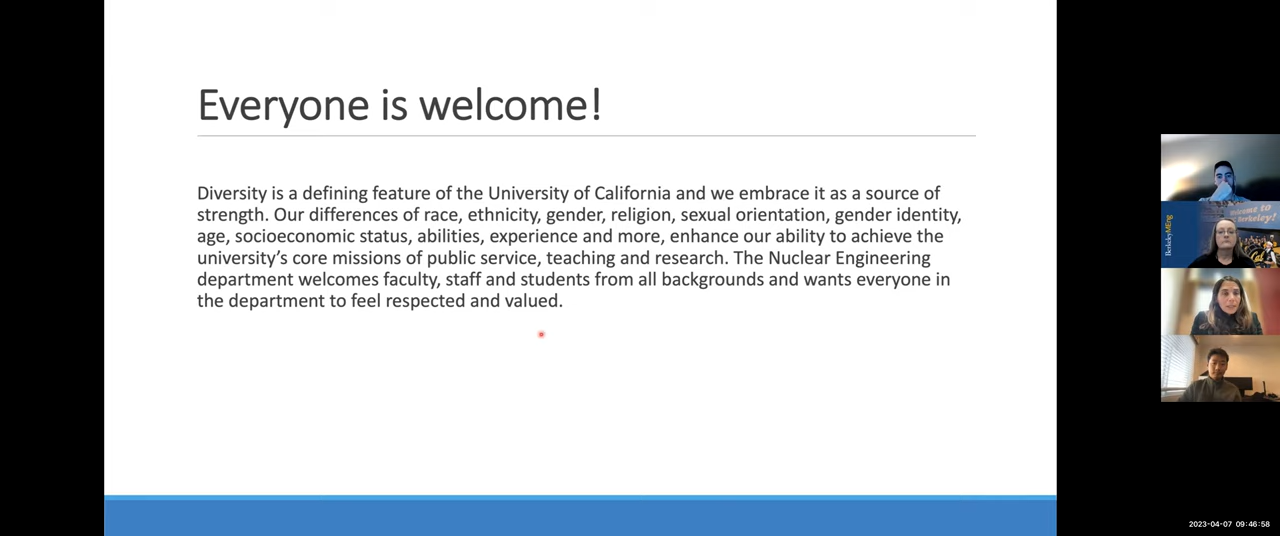 Everyone is welcome!
Diversity is a defining feature of the University of California and we embrace it as a source of
strength. Our differences of race, ethnicity, gender, religion, sexual orientation, gender identity,
age, socioeconomic status, abilities, experience and more, enhance our ability to achieve the
university's core missions of public service, teaching and research. The Nuclear Engineering
department welcomes faculty, staff and students from all backgrounds and wants everyone in
the department to feel respected and valued.
BerkeleyMEng
Berkeley!
2023-04-07 09:46:58